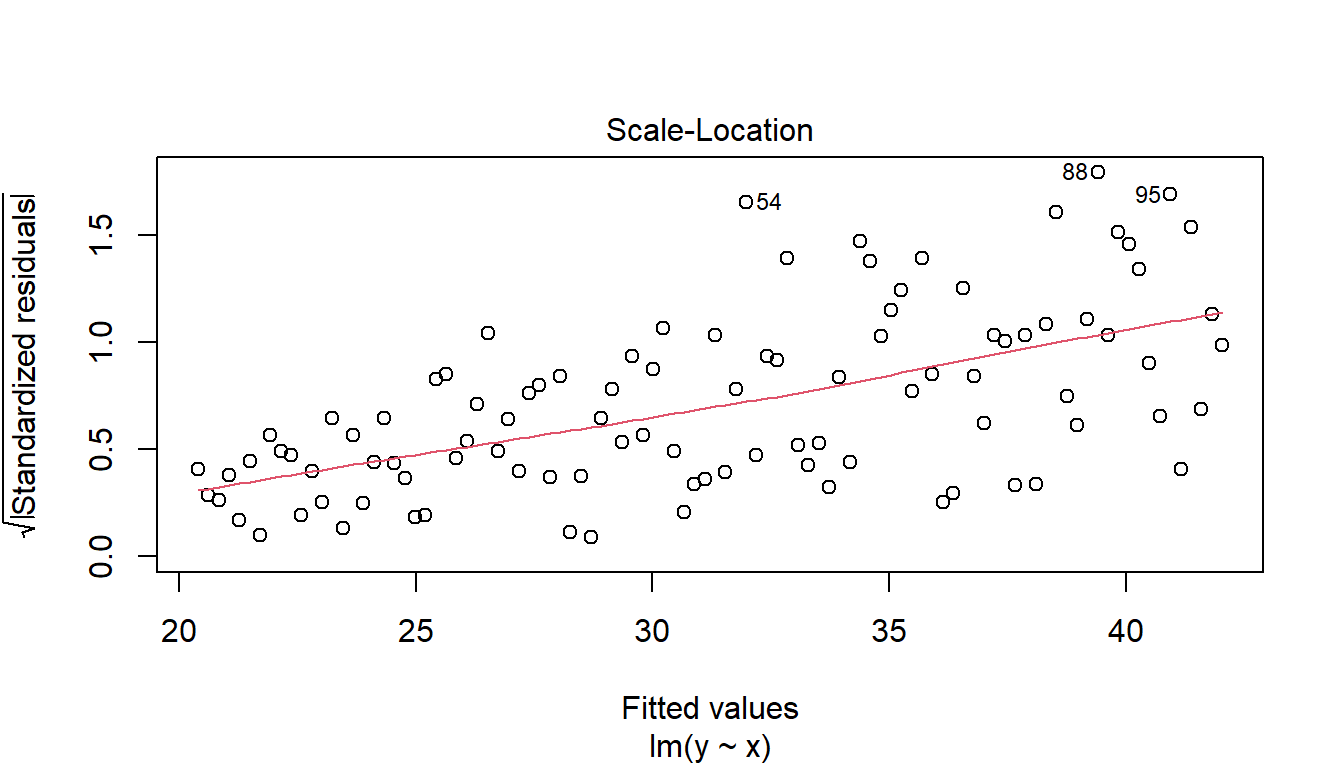 Scale-Location
√|Standardized residuals|
1.5
1.0
0.5
0.0
88
95
54
20 25 30 35 40
Fitted values
lm(y ~ x)